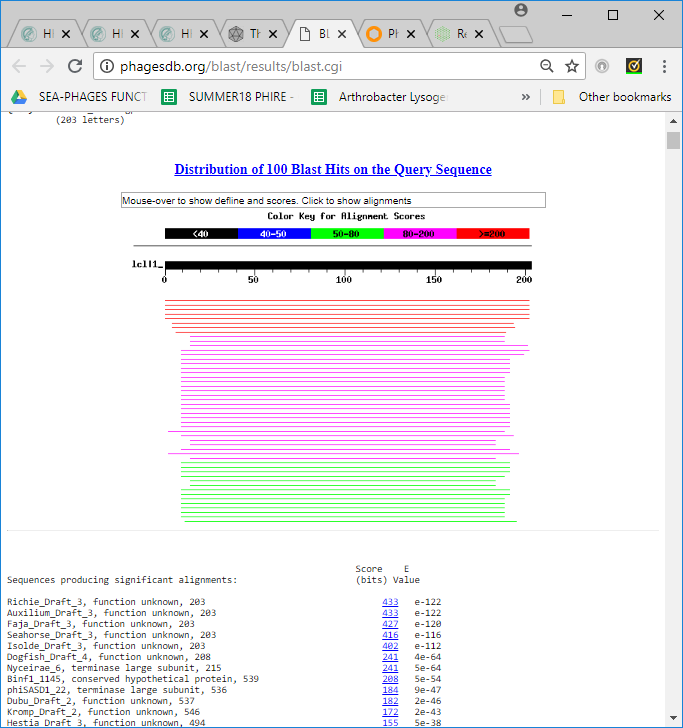 Hl
Hl
Hl
Th
Bl
Ph
Re
phagesdb.org/blast/results/blast.cgi
SEA-PHAGES FUNCT
SUMMER18 PHIRE -
Arthrobacter Lysoge
»
Other bookmarks
(203 letters)
Distribution of 100 Blast Hits on the Query Sequence
Mouse-over to show defline and scores. Click to show alignments
Color Key for Alignment Scores
<40 40-50 50-80 80-200 >=200
lcl|1_
0 50 100 150 200
Score E
Sequences producing significant alignments: (bits) Value
Richie_Draft_3, function unknown, 203 433 e-122
Auxilium_Draft_3, function unknown, 203 433 e-122
Faja_Draft_3, function unknown, 203 427 e-120
Seahorse_Draft_3, function unknown, 203 416 e-116
Isolde_Draft_3, function unknown, 203 402 e-112
Dogfish_Draft_4, function unknown, 208 241 4e-64
Nyceirae_6, terminase large subunit, 215 241 5e-64
Binf1_1145, conserved hypothetical protein, 539 208 5e-54
phiSASD1_22, terminase large subunit, 536 184 9e-47
Dubu_Draft_2, function unknown, 537 182 2e-46
Kromp_Draft_2, function unknown, 546 172 2e-43
Hestia_Draft_3, function unknown, 494 155 5e-38